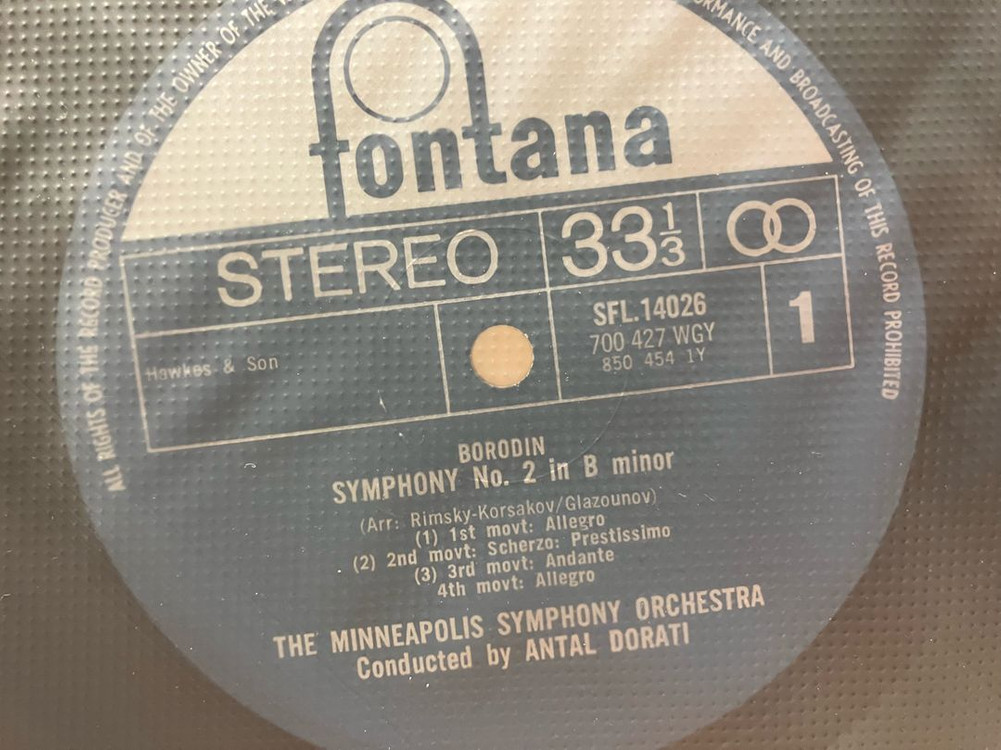 ALL RIGHTS OF THE RECORD PRODUCER AND OF THE OWNER OF THE
RMANCE AND BROADCASTING OF THIS RECORD PROHIBITED
fontana
STEREO 33 1/3
Hawkes & Son
SFL.14026 1
700 427 WGY
850 454 1Y
BORODIN
SYMPHONY No. 2 in B minor
(Arr: Rimsky-Korsakov/Glazounov)
(1) 1st movt: Allegro
(2) 2nd movt: Scherzo: Prestissimo
(3) 3rd movt: Andante
4th movt: Allegro
THE MINNEAPOLIS SYMPHONY ORCHESTRA
Conducted by ANTAL DORATI